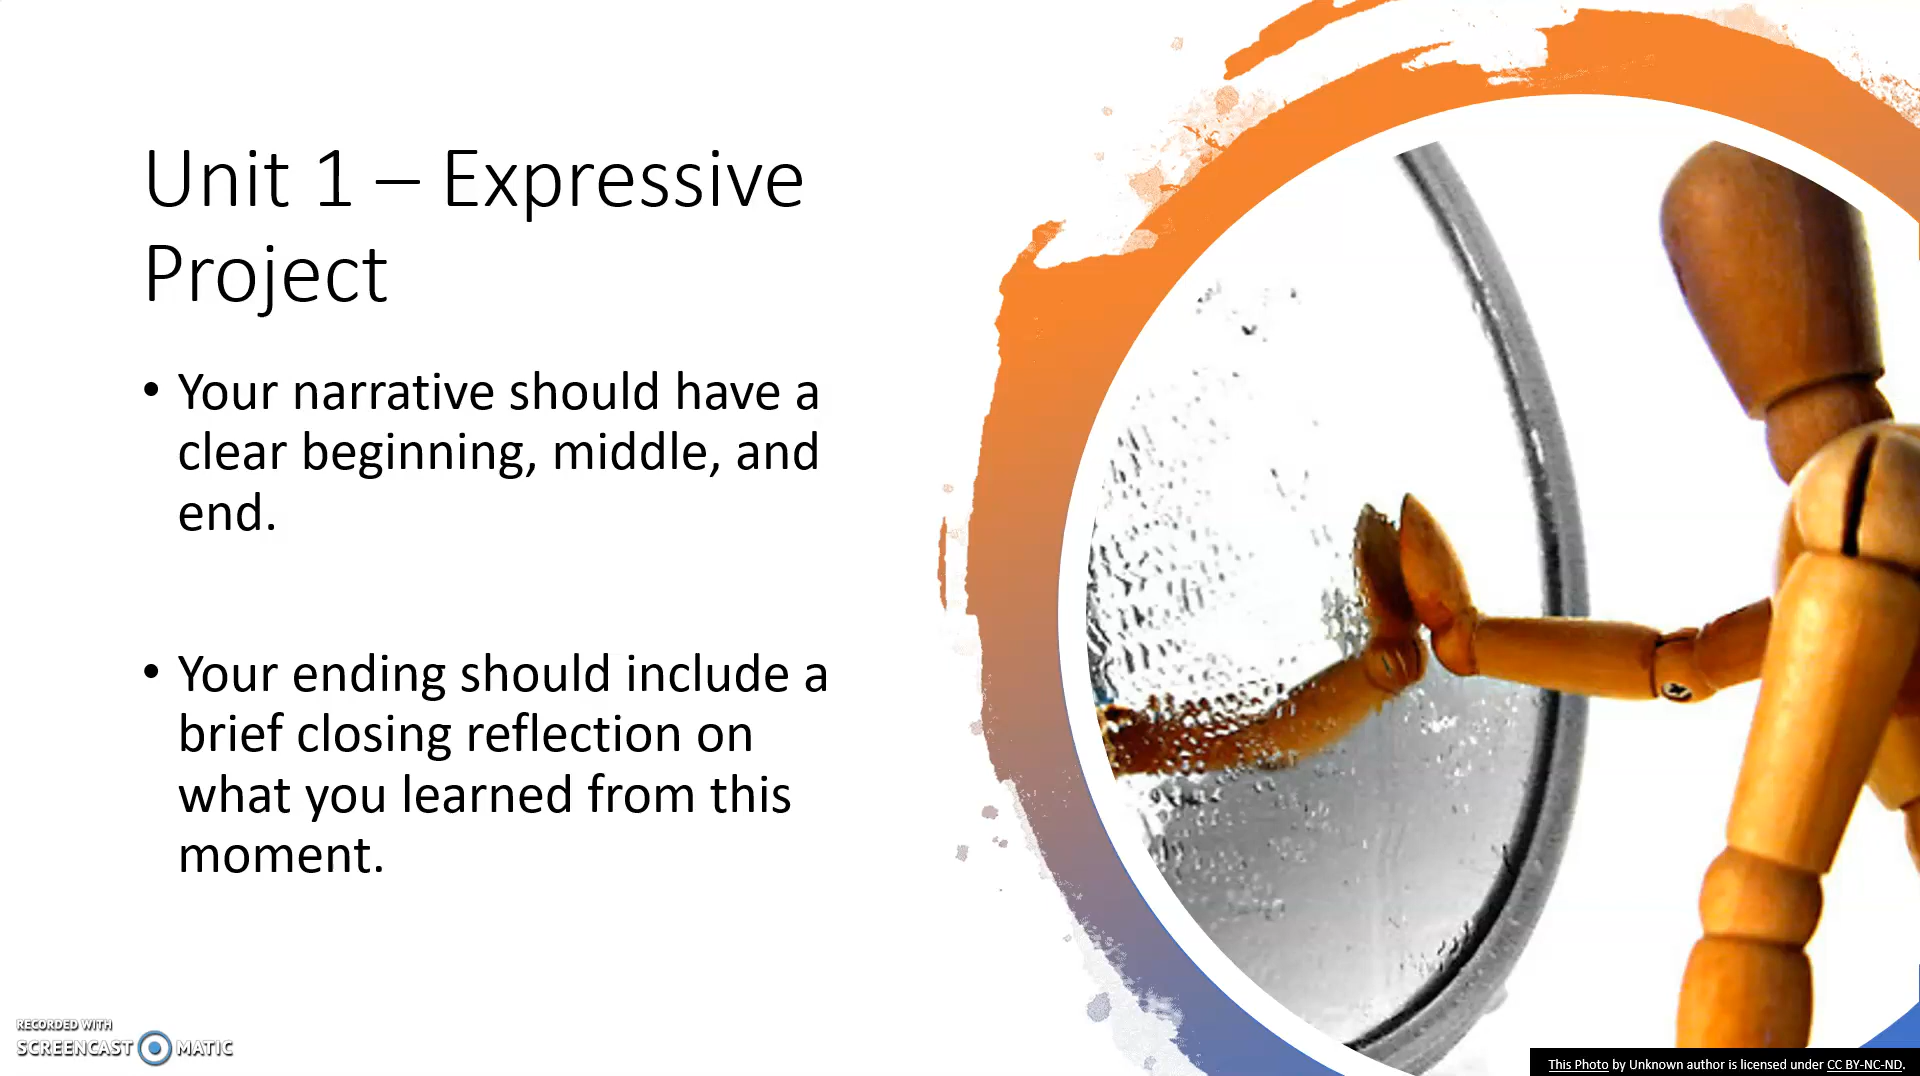 Unit 1 – Expressive
Project
• Your narrative should have a
clear beginning, middle, and
end.
• Your ending should include a
brief closing reflection on
what you learned from this
moment.
RECORDED WITH
SCREENCAST MATIC
This Photo by Unknown author is licensed under CC BY-NC-ND.